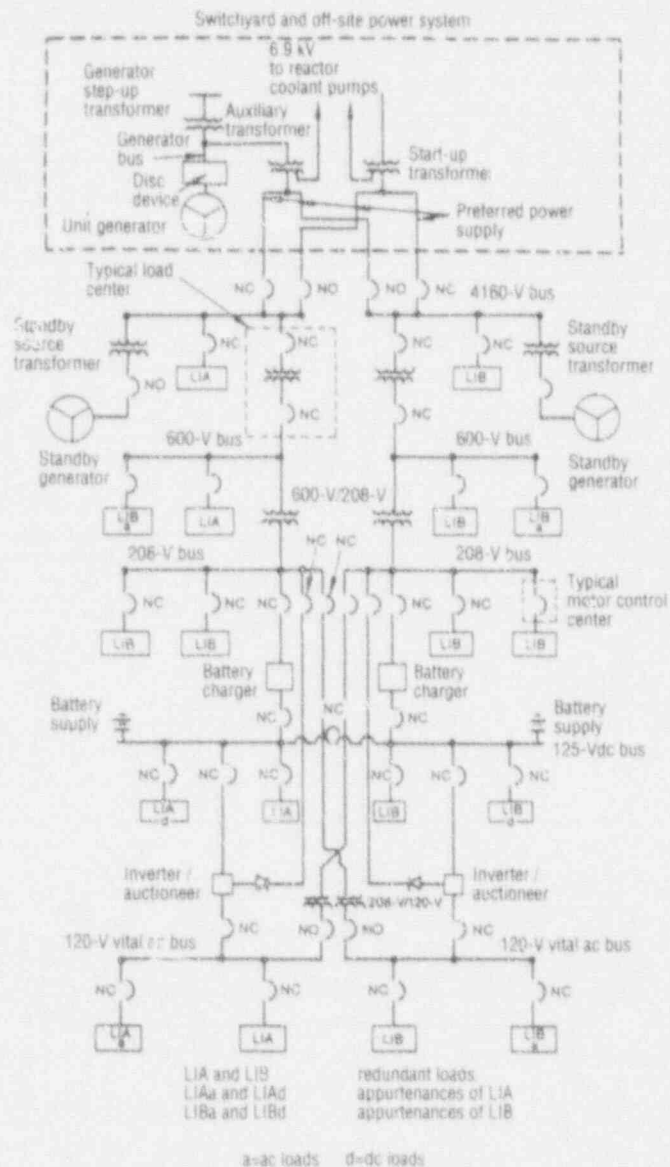 Switchyard and off-site power system
6.9 kV
to reactor
coolant pumps
Generator
step-up
transformer
Auxiliary
transformer
Generator
bus
Disc
device
Unit generator
Start-up
transformer
Preferred power
supply
Typical load
center
NC
NO
NO
NC
4160-V bus
Standby
source
transformer
NC
NC
NC
NC
Standby
source
transformer
NO
LIA
LIB
NC
NC
Standby
generator
600-V bus
600-V bus
Standby
generator
600-V/208-V
LIB
a
LIA
LIB
LIB
a
NC
NC
208-V bus
208-V bus
NC
NC
NC
NC
NC
Typical
motor control
center
LIB
LIB
LIB
LIB
Battery
charger
Battery
charger
NC
NC
NC
Battery
supply
Battery
supply
125-Vdc bus
NC
NC
NC
NC
NC
NC
LIA
d
LIA
LIB
LIB
d
Inverter /
auctioneer
Inverter /
auctioneer
208-V/120-V
NC
NO
NO
NC
120-V vital ac bus
120-V vital ac bus
NC
NC
NC
NC
LIA
a
LIA
LIB
LIB
a
LIA and LIB redundant loads
LIAa and LIAd appurtenances of LIA
LIBa and LIBd appurtenances of LIB
a=ac loads d=dc loads